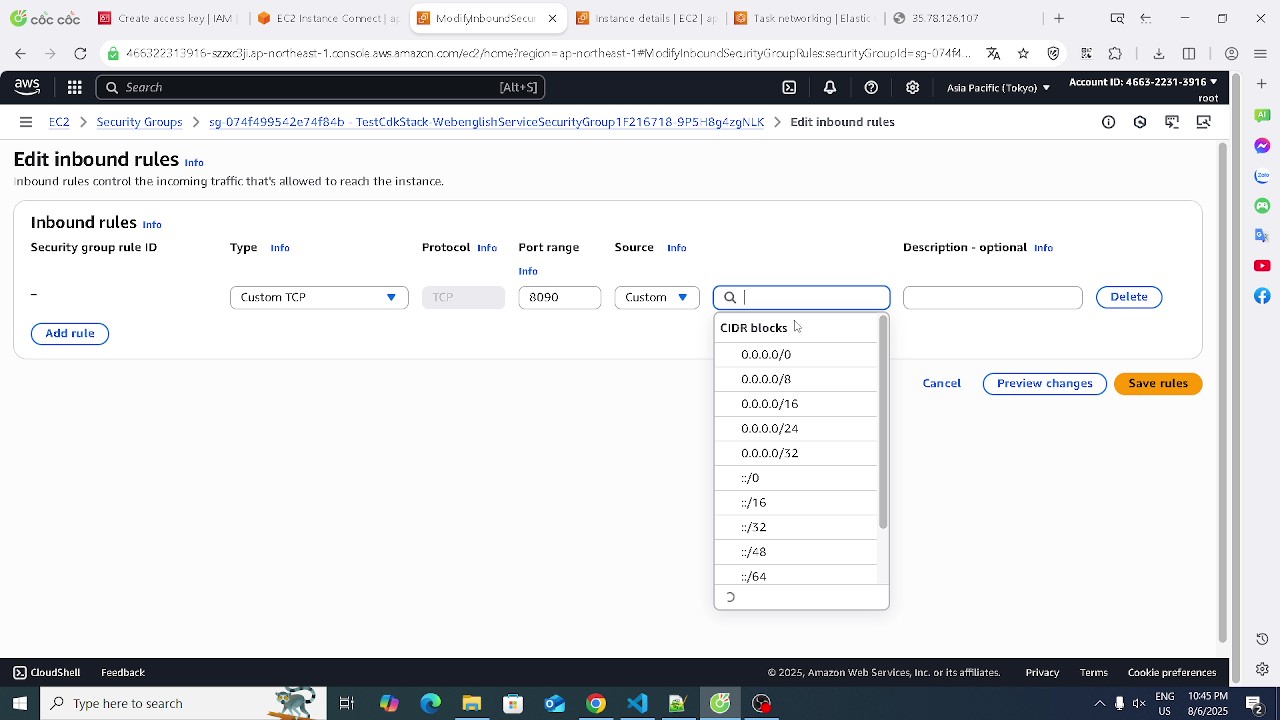 cốc cốc
Create access key | IAM |
EC2 Instance Connect | ap
ModifyInboundSecur
Instance details | EC2 | ap
Task networking | Basic
35.78.126.107
466322313916-szzxc3j.ap-northeast-1.console.aws.amazon.com/ec2/home?region=ap-northeast-1#ModifyInboundSecurityGroupRules:securityGroupId=sg-074f4...
aws
Search
[Alt+S]
Asia Pacific (Tokyo)
Account ID: 4663-2231-3916
root
EC2
Security Groups
sg-074f499542e74f84b - TestCdkStack-WebenglishServiceSecurityGroup1F216718-9P5H8gFzgNLK
Edit inbound rules
Edit inbound rules Info
Inbound rules control the incoming traffic that's allowed to reach the instance.
Inbound rules Info
Security group rule ID
Type Info
Protocol Info
Port range
Info
Source Info
Description - optional Info
–
Custom TCP
TCP
8090
Custom
Delete
Add rule
CIDR blocks
0.0.0.0/0
0.0.0.0/8
0.0.0.0/16
0.0.0.0/24
0.0.0.0/32
::/0
::/16
::/32
::/48
::/64
Cancel
Preview changes
Save rules
CloudShell
Feedback
© 2025, Amazon Web Services, Inc. or its affiliates.
Privacy
Terms
Cookie preferences
AI
Zalo
Type here to search
ENG
US
10:45 PM
8/6/2025
2